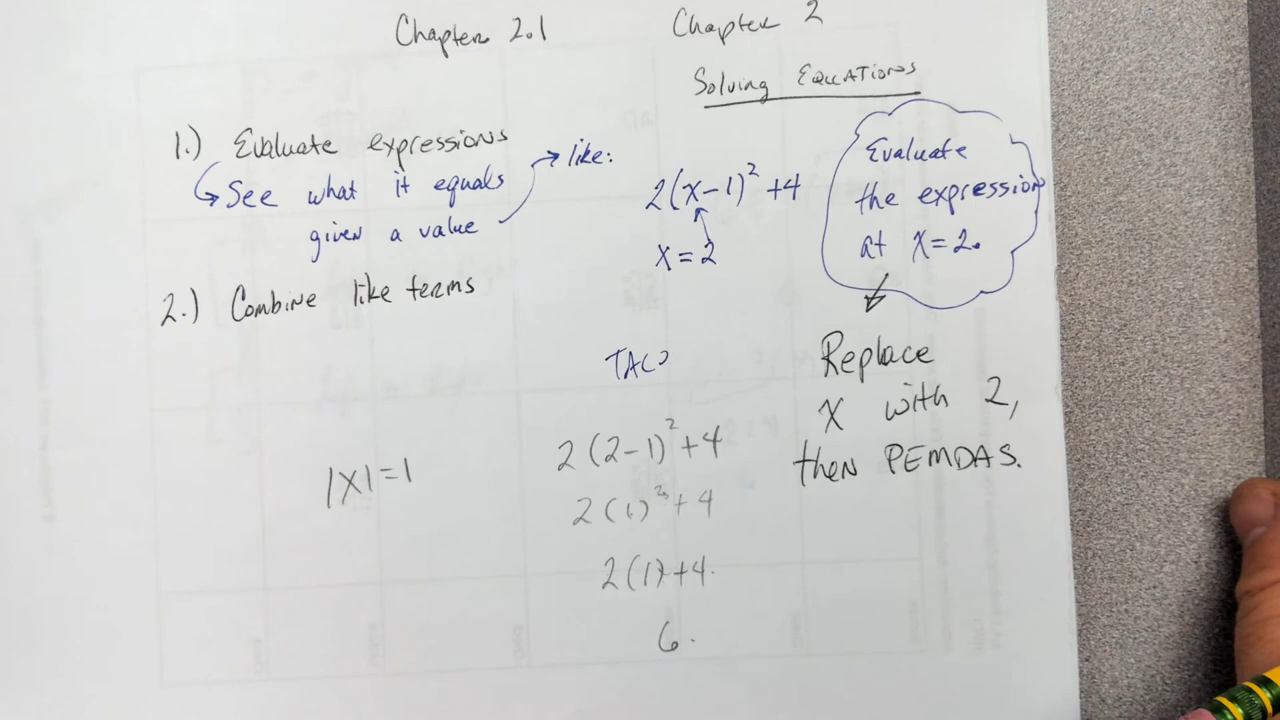 Chapter 2.1
Chapter 2
Solving Equations
1.) Evaluate expressions
See what it equals
given a value
like:
2(x-1)² +4
x = 2
Evaluate
the expression
at x=2.
2.) Combine like terms
TACO
Replace
x with 2,
then PEMDAS.
|x|=1
2(2-1)²+4
2(1)²+4
2(1)+4.
6.